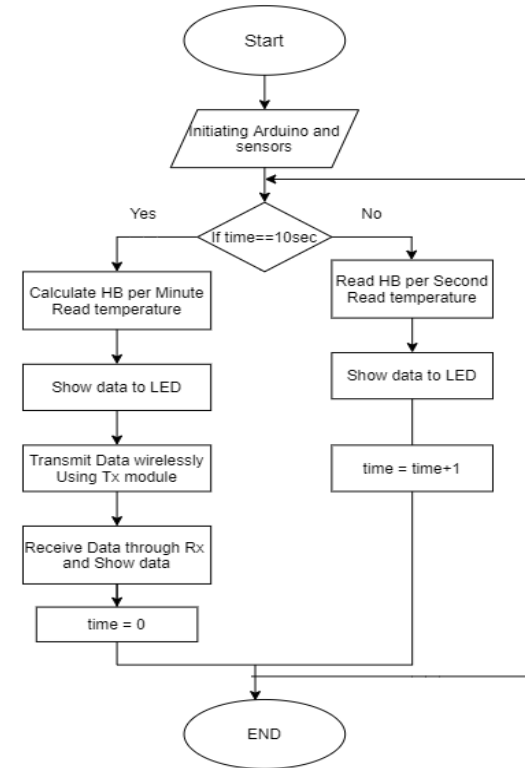 Start
Initiating Arduino and
sensors
Yes
No
If time==10sec
Calculate HB per Minute
Read temperature
Read HB per Second
Read temperature
Show data to LED
Show data to LED
Transmit Data wirelessly
Using Tx module
time = time+1
Receive Data through Rx
and Show data
time = 0
END